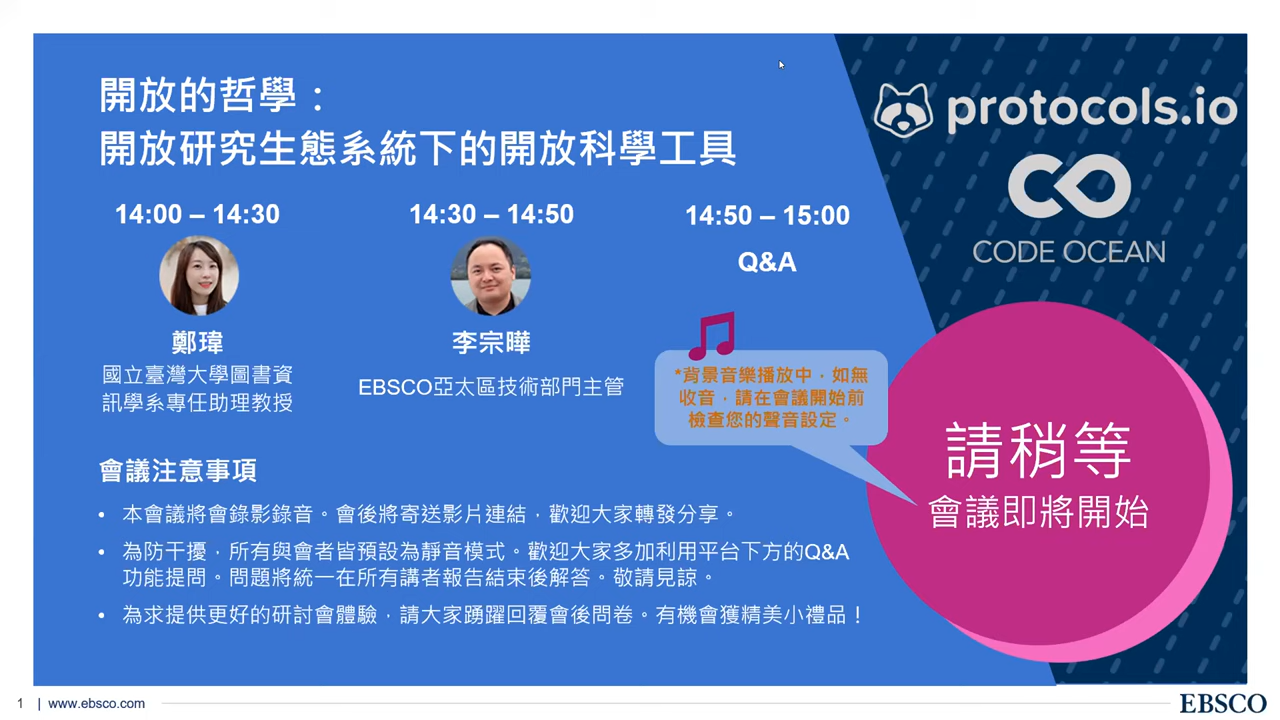 開放的哲學：
開放研究生態系統下的開放科學工具
14:00 – 14:30
鄭瑋
國立臺灣大學圖書資
訊學系專任助理教授
14:30 – 14:50
李宗曄
EBSCO亞太區技術部門主管
14:50 – 15:00
Q&A
*背景音樂播放中，如無
收音，請在會議開始前
檢查您的聲音設定。
protocols.io
CODE OCEAN
請稍等
會議即將開始
會議注意事項
• 本會議將會錄影錄音。會後將寄送影片連結，歡迎大家轉發分享。
• 為防干擾，所有與會者皆預設為靜音模式。歡迎大家多加利用平台下方的Q&A
功能提問。問題將統一在所有講者報告結束後解答。敬請見諒。
• 為求提供更好的研討會體驗，請大家踴躍回覆會後問卷。有機會獲精美小禮品！
1 | www.ebsco.com
EBSCO